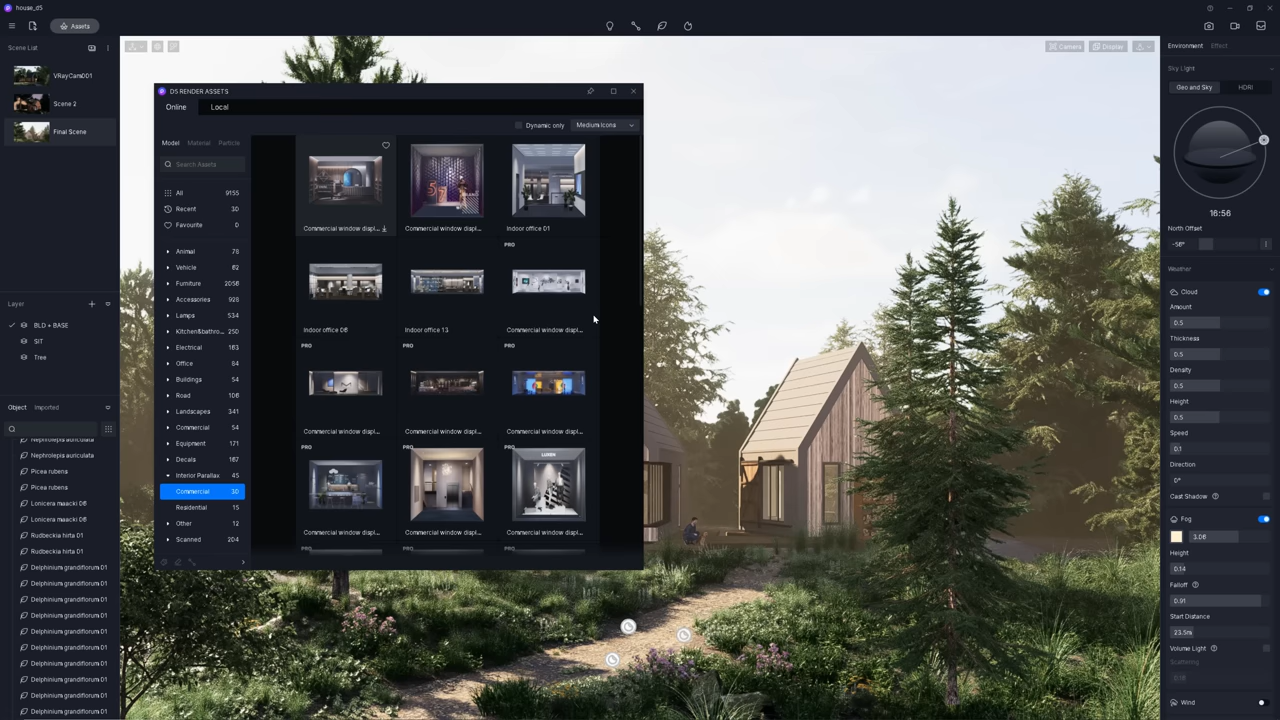 house_d5
Assets
Scene List
VRayCam001
Scene 2
Final Scene
Layer
BLD + BASE
SIT
Tree
Object
Imported
Nephrolepis auriculata
Nephrolepis auriculata
Picea rubens
Picea rubens
Lonicera maacki 06
Lonicera maacki 06
Rudbeckia hirta 01
Rudbeckia hirta 01
Delphinium grandiflorum 01
Delphinium grandiflorum 01
Delphinium grandiflorum 01
Delphinium grandiflorum 01
Delphinium grandiflorum 01
Delphinium grandiflorum 01
Delphinium grandiflorum 01
Delphinium grandiflorum 01
Delphinium grandiflorum 01
Delphinium grandiflorum 01
D5 RENDER ASSETS
Online
Local
Dynamic only
Medium Icons
Model
Material
Particle
Search Assets
All 9155
Recent 30
Favourite 0
Animal 76
Vehicle 62
Furniture 2056
Accessories 928
Lamps 534
Kitchen&bathro... 250
Electrical 163
Office 84
Buildings 54
Road 106
Landscapes 341
Commercial 54
Equipment 171
Decals 167
Interior Parallax 45
Commercial 30
Residential 15
Other 12
Scanned 204
Commercial window displ...
Commercial window displ...
Indoor office 01
PRO
Indoor office 06
Indoor office 13
Commercial window displ...
PRO
PRO
PRO
Commercial window displ...
Commercial window displ...
Commercial window displ...
PRO
PRO
PRO
LOREN
Commercial window displ...
Commercial window displ...
Commercial window displ...
PRO
PRO
PRO
Camera
Display
Environment
Effect
Sky Light
Geo and Sky
HDRI
16:56
North Offset
-56°
Weather
Cloud
Amount
0.5
Thickness
0.5
Density
0.5
Height
0.5
Speed
0.1
Direction
0°
Cast Shadow
Fog
3.06
Height
0.14
Falloff
0.91
Start Distance
23.5m
Volume Light
Scattering
Wind